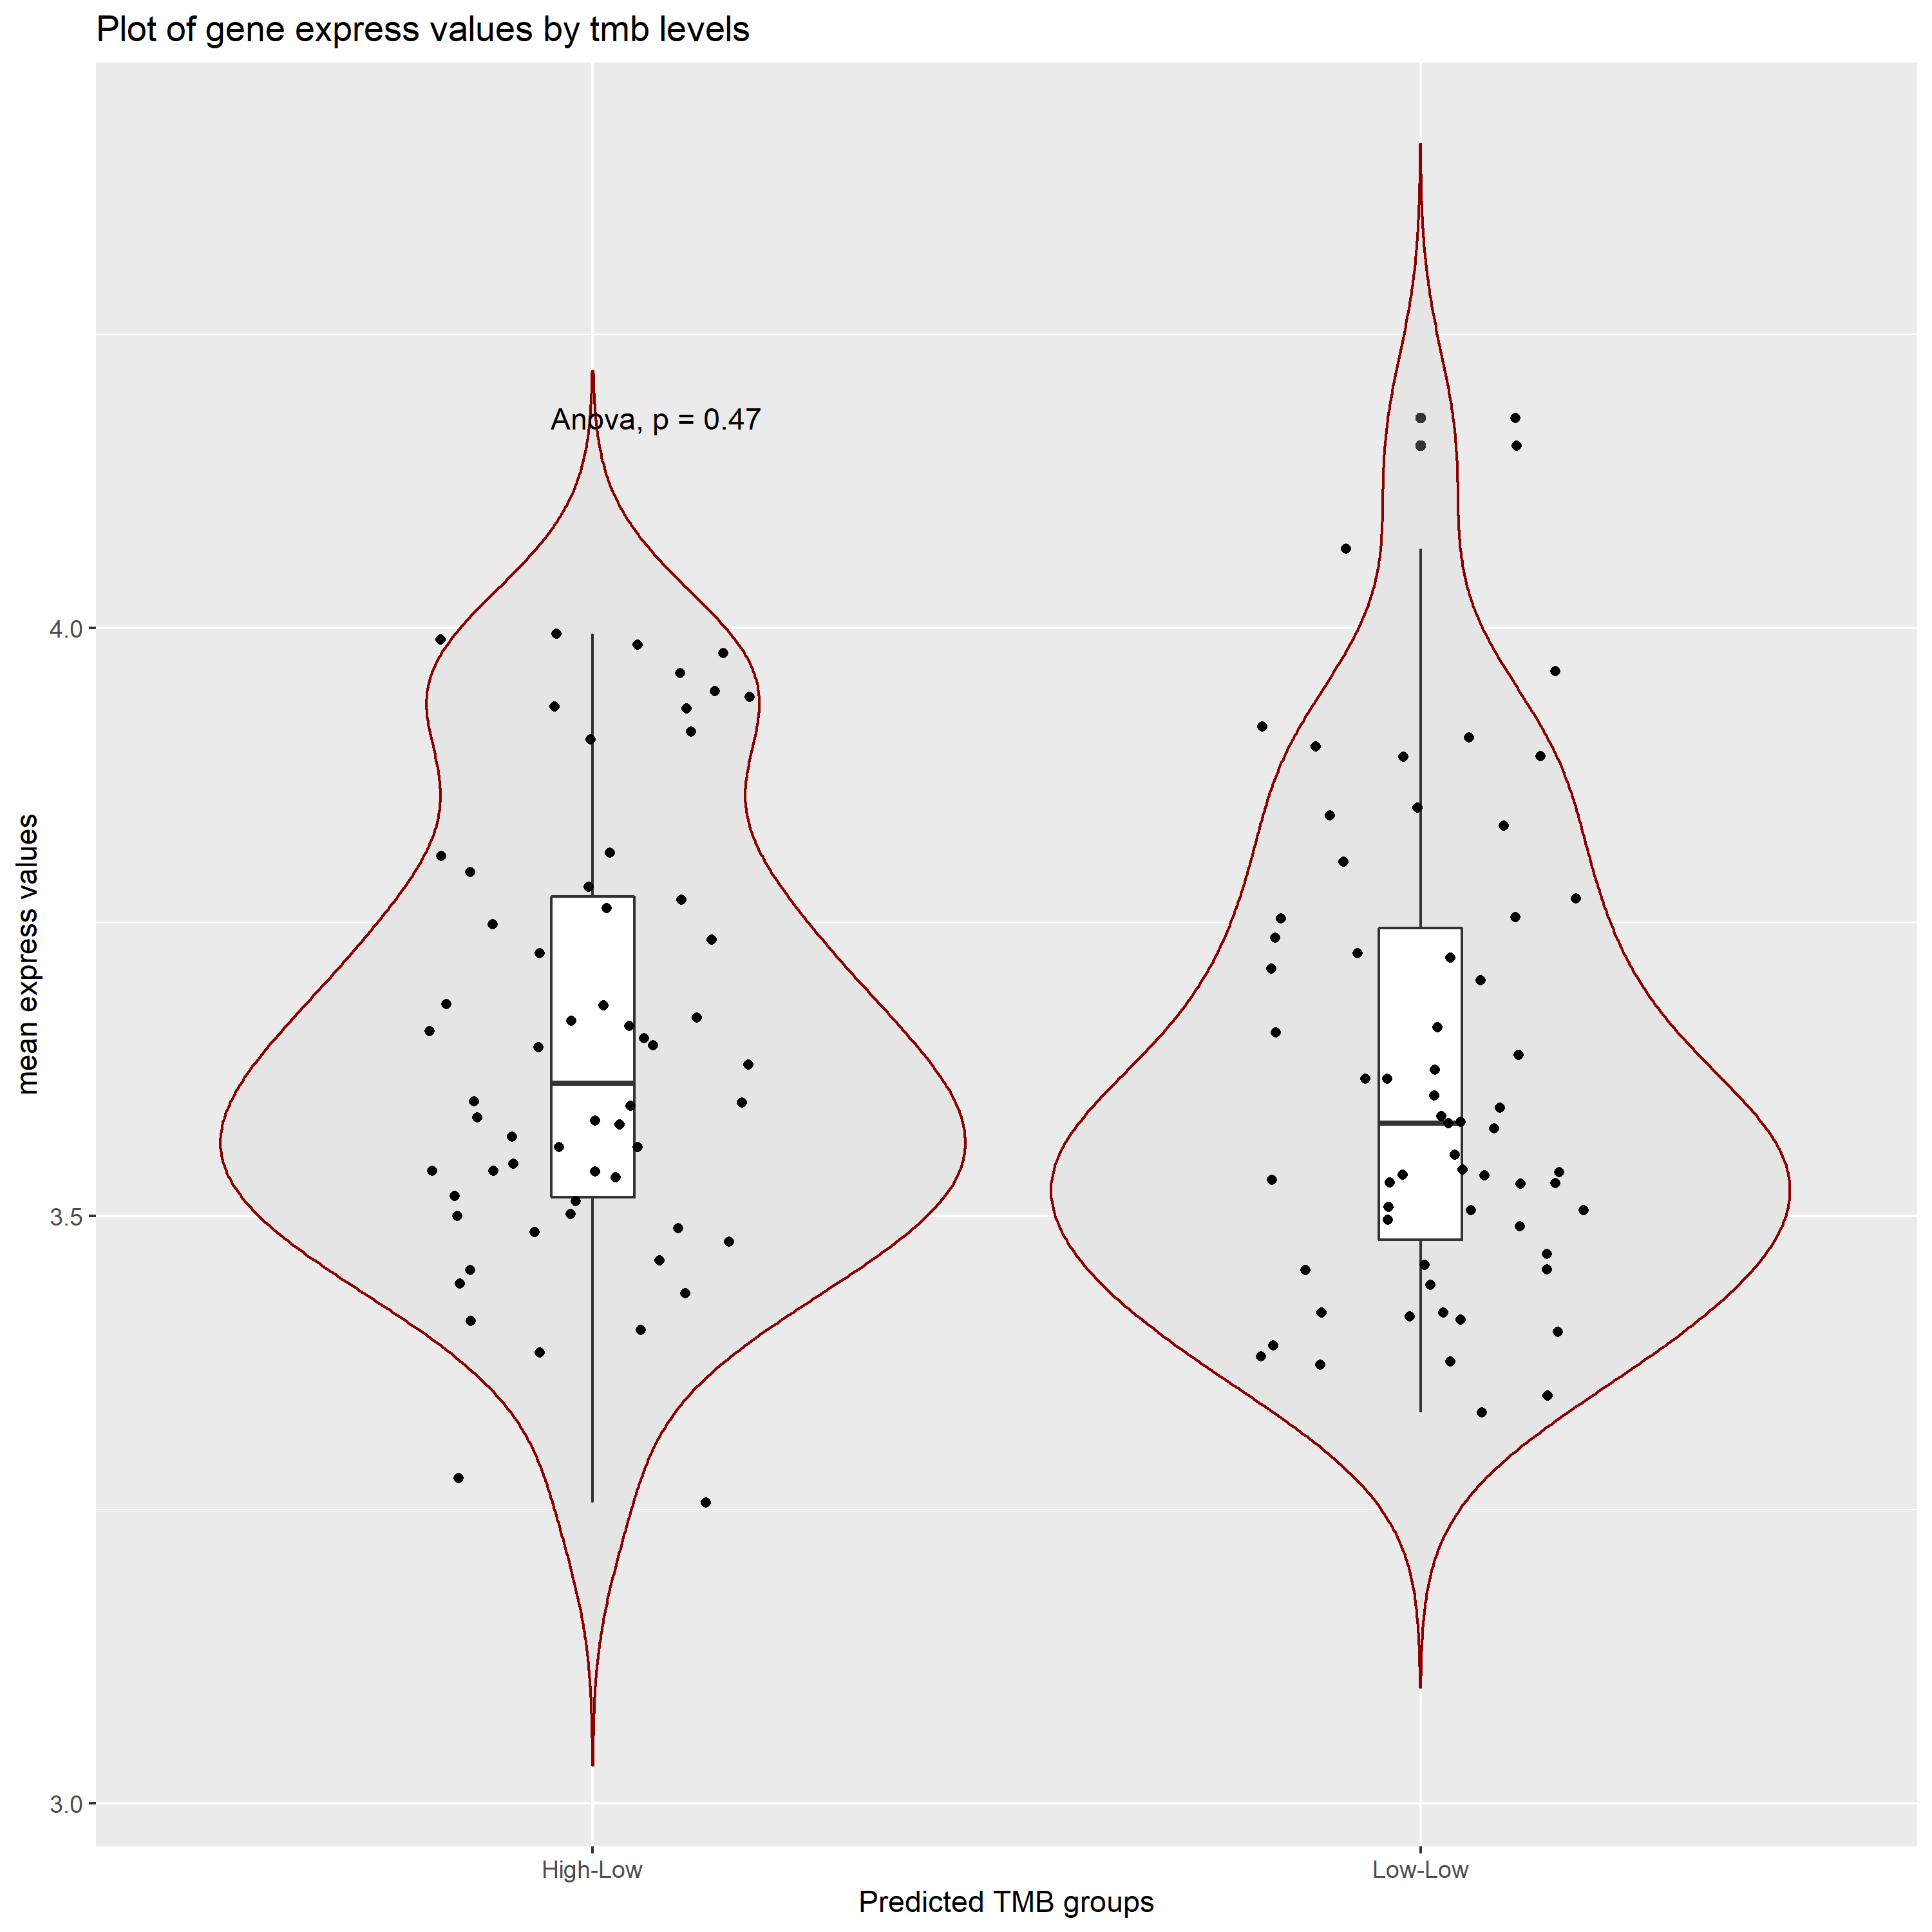 Plot of gene express values by tmb levels
Anova, p = 0.47
4.0
3.5
3.0
mean express values
High-Low
Low-Low
Predicted TMB groups